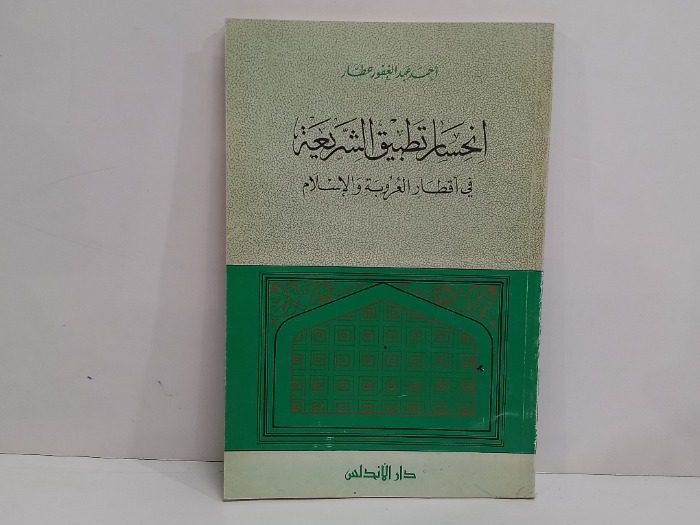 أحمد عبد الغفور عطار
انحسار تطبيق الشريعة
في أقطار العروبة والإسلام
دار الأندلس